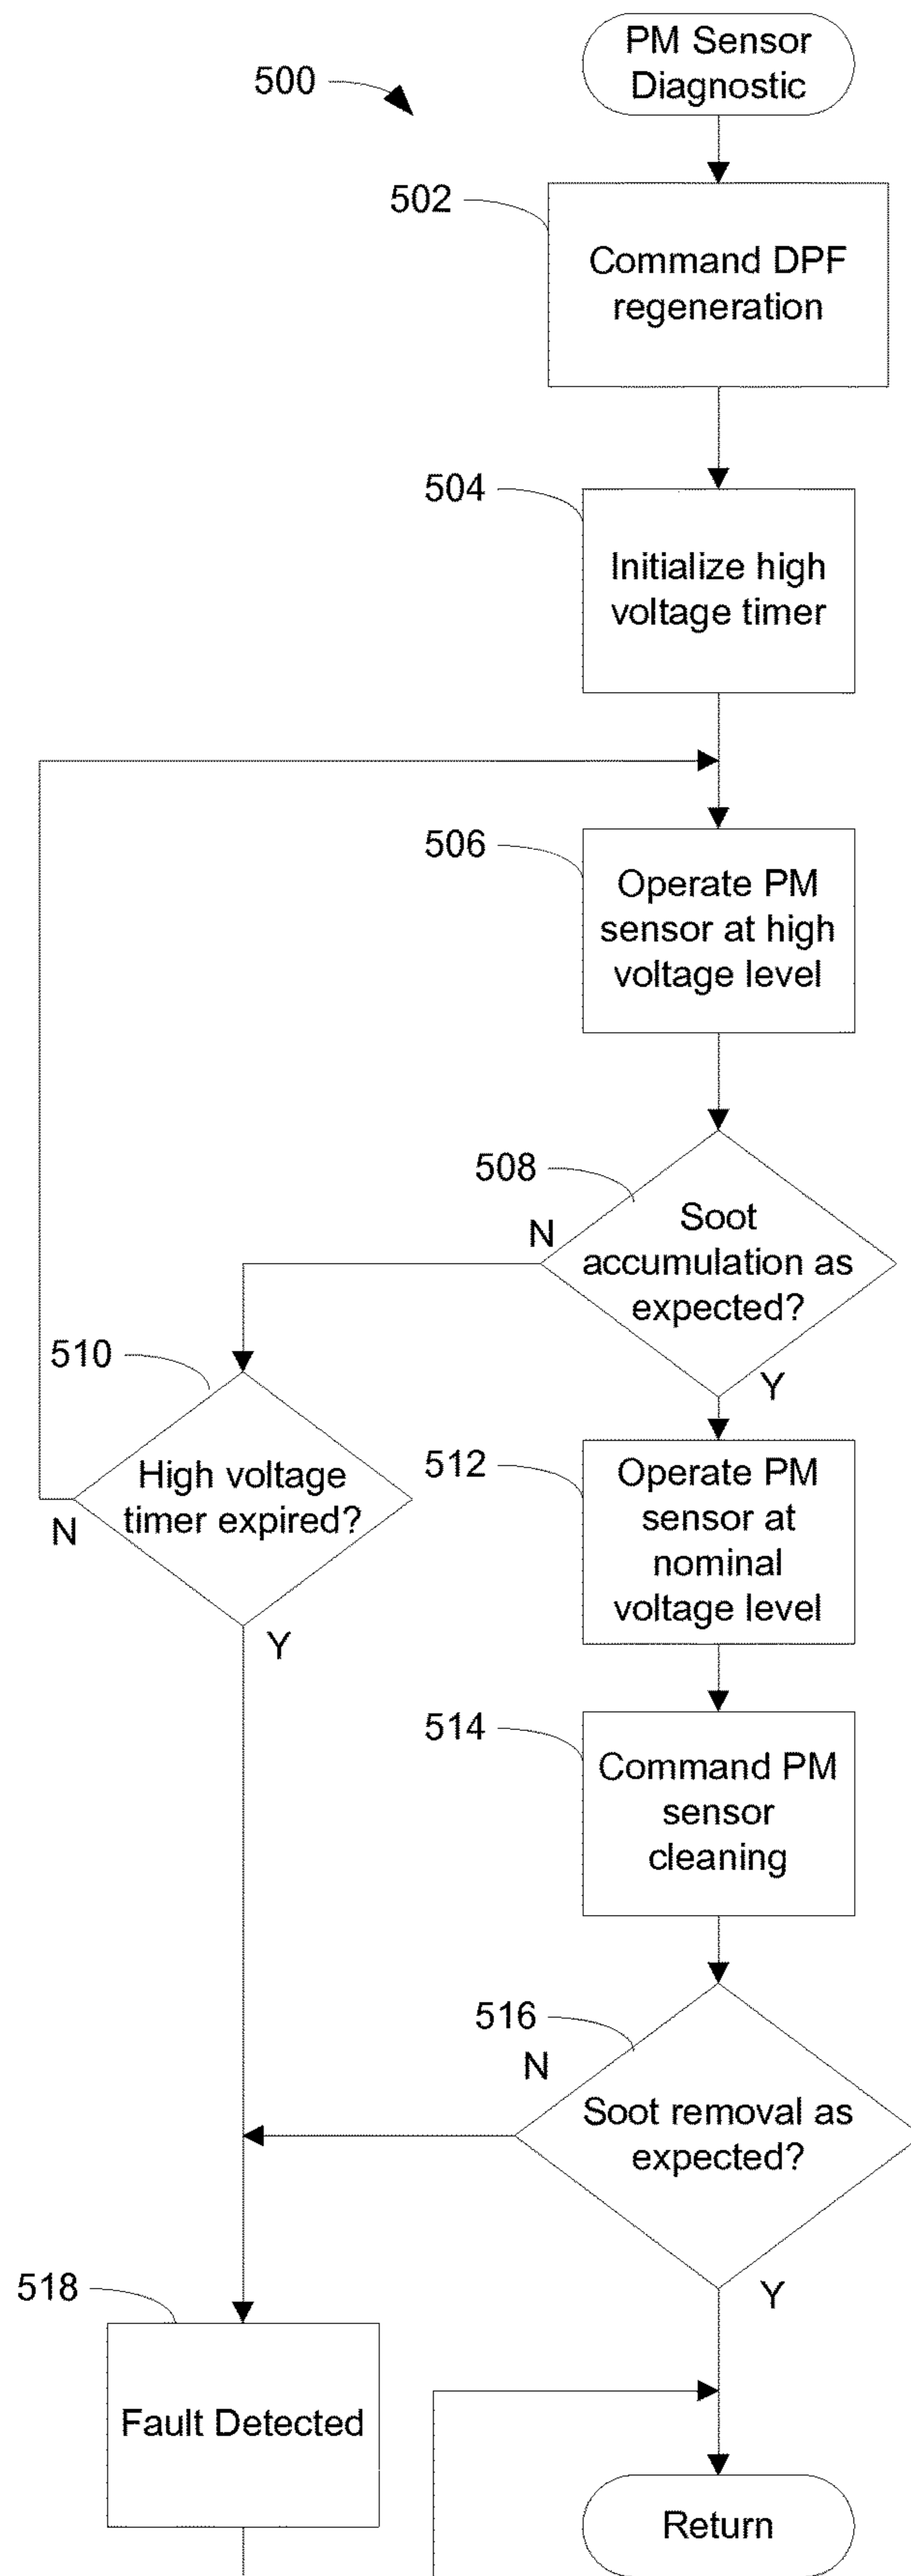 PM Sensor
Diagnostic
500
502
Command DPF
regeneration
504
Initialize high
voltage timer
506
Operate PM
sensor at high
voltage level
508
Soot
accumulation as
expected?
N
Y
510
High voltage
timer expired?
N
Y
512
Operate PM
sensor at
nominal
voltage level
514
Command PM
sensor
cleaning
516
N
Soot removal as
expected?
Y
518
Fault Detected
Return